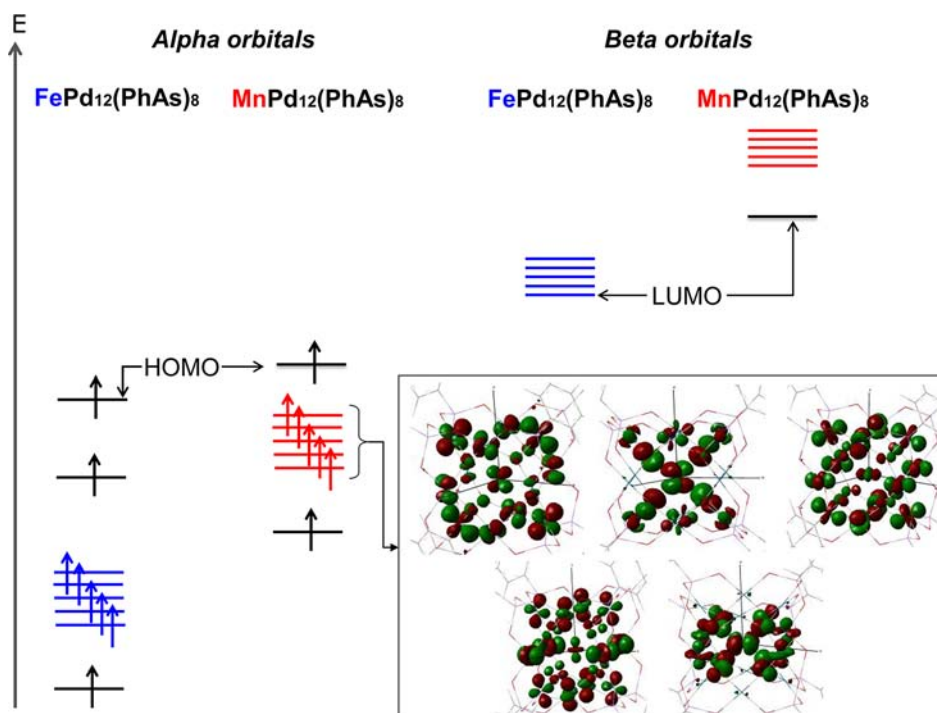 E
Alpha orbitals Beta orbitals
FePd12(PhAs)8 MnPd12(PhAs)8 FePd12(PhAs)8 MnPd12(PhAs)8
LUMO
HOMO